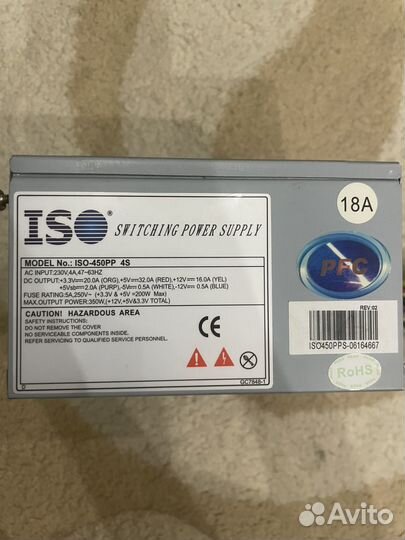 ISO® SWITCHING POWER SUPPLY
18A
MODEL No.: ISO-450PP 4S
AC INPUT:230V,4A,47~63HZ
DC OUTPUT:+3.3V⎓20.0A (ORG),+5V⎓32.0A (RED),+12V⎓16.0A (YEL)
+5Vsb⎓2.0A (PURP),-5V⎓0.5A (WHITE),-12V⎓0.5A (BLUE)
FUSE RATING:5A,250V~ (+3.3V & +5V =200W Max)
MAX.OUTPUT POWER:350W,(+12V,+5V&3.3V TOTAL)
CAUTION! HAZARDOUS AREA
SAFETY INSTRUCTIONS:
DO NOT REMOVE THIS COVER.
NO SERVICEABLE COMPONENTS INSIDE.
REFER SERVICING TO QUALIFIED SERVICE PERSONNEL.
CE
PFC
REV:02
ISO450PPS-06164667
RoHS
Avito